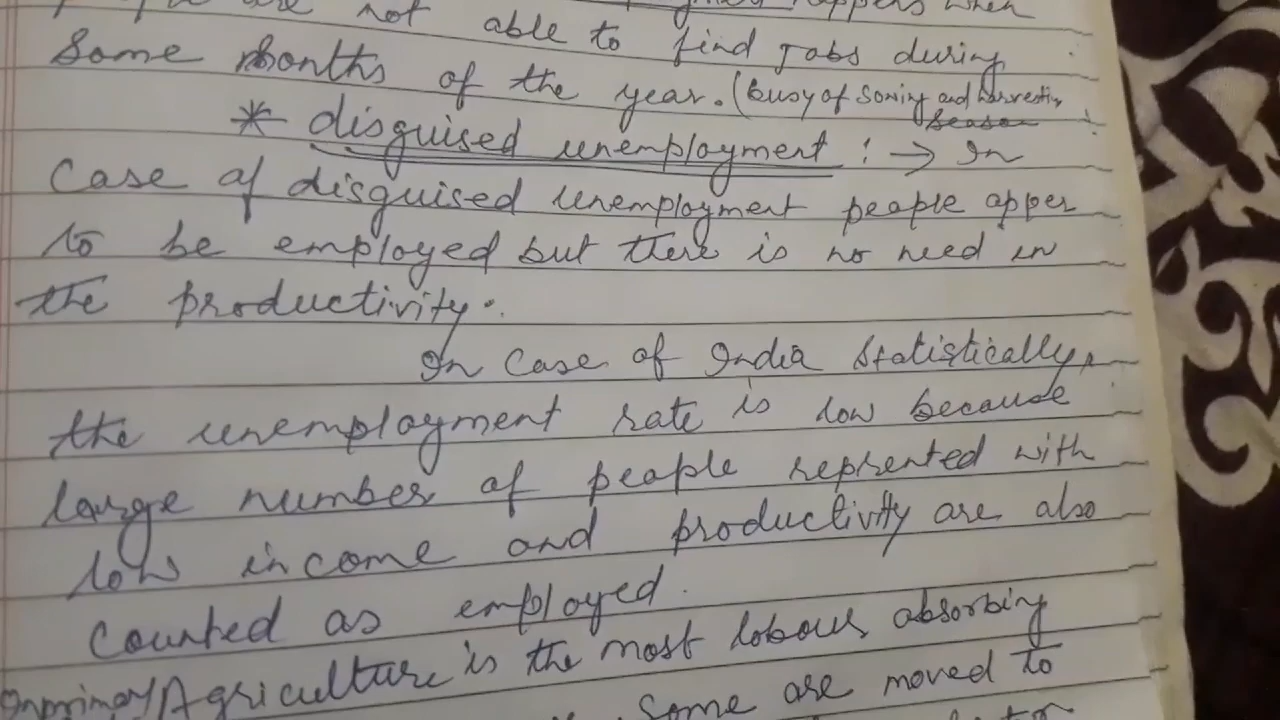 are not able to find jobs during
Some months of the year. (busy of sowing and harvesting
season
* disguised unemployment : → In
Case of disguised unemployment people apper
to be employed but there is no need in
the productivity.
In Case of India Statistically,
the unemployment rate is low because
large number of people reprented with
low income and productivity are also
Counted as employed.
Agriculture is the most labour absorbing
Some are moved to